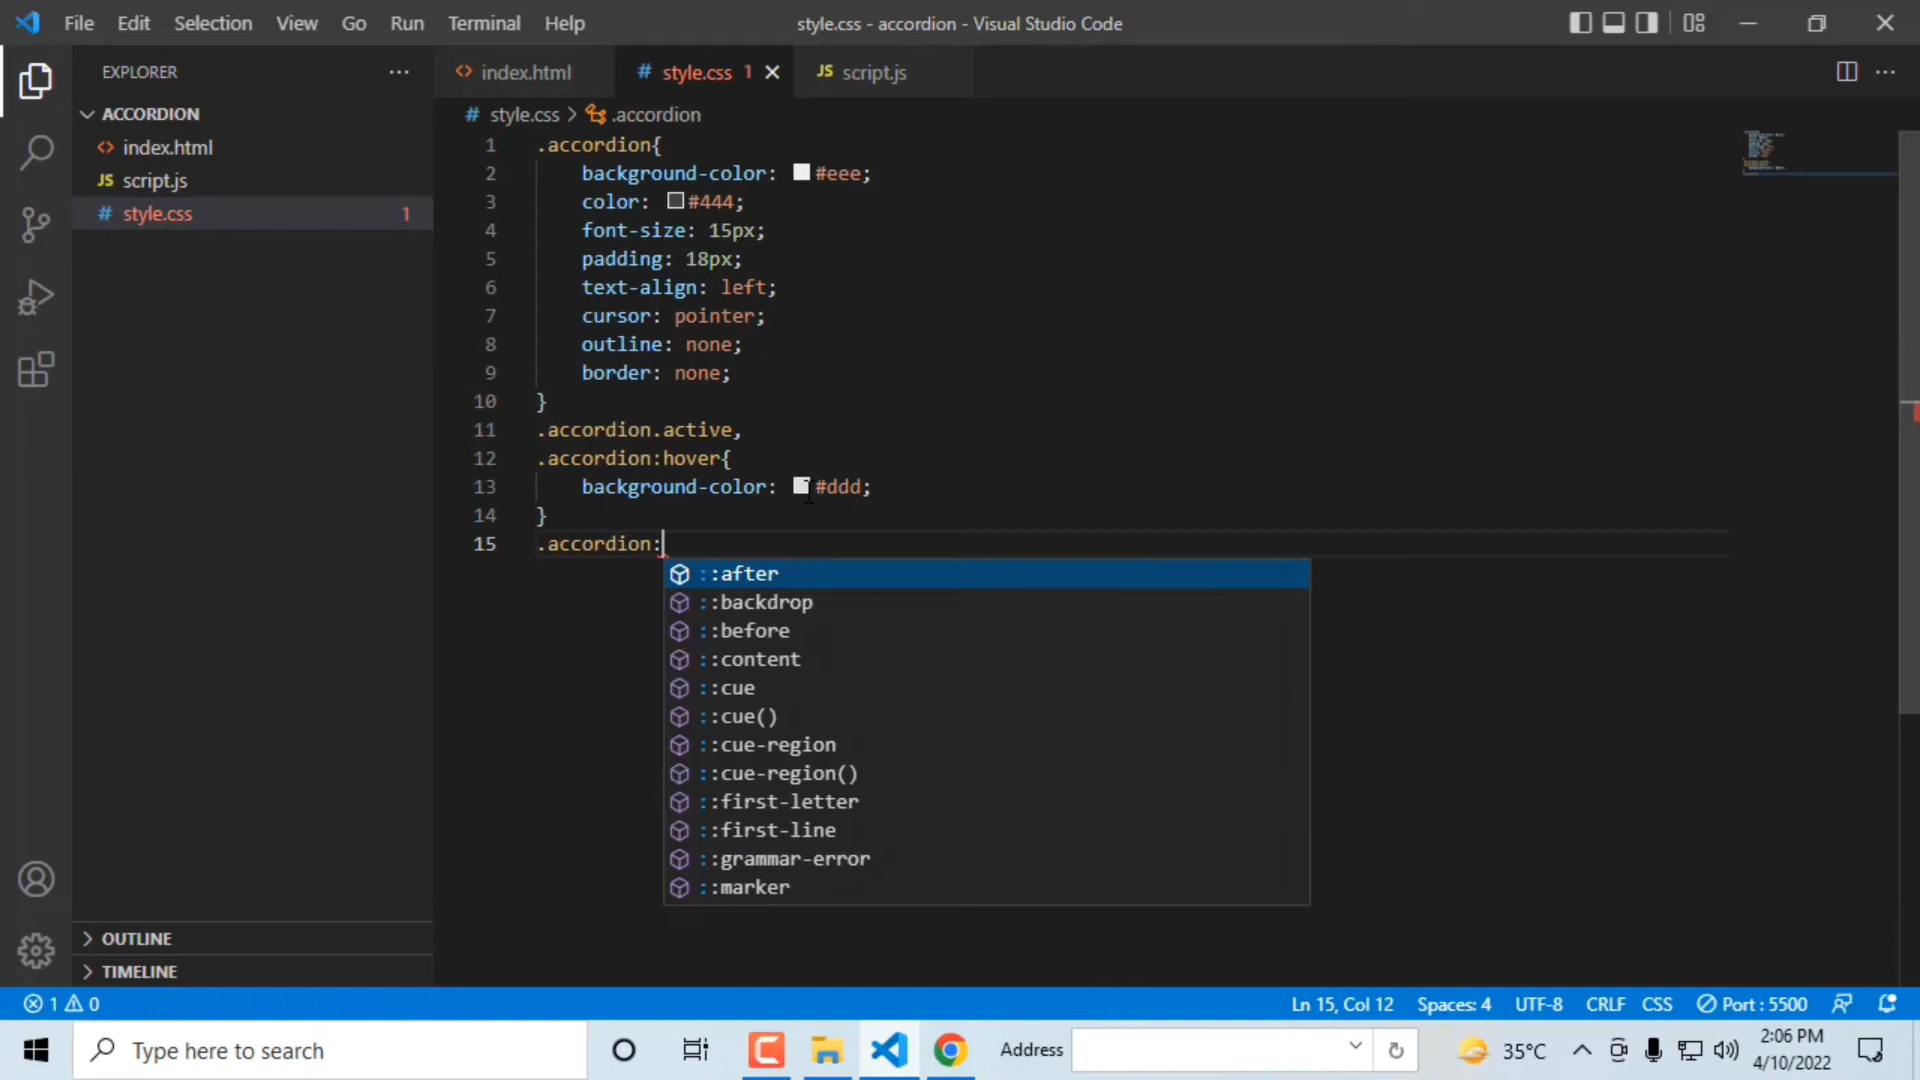 File Edit Selection View Go Run Terminal Help
style.css - accordion - Visual Studio Code
EXPLORER
ACCORDION
index.html
JS script.js
# style.css 1
OUTLINE
TIMELINE
index.html
# style.css 1
JS script.js
# style.css > .accordion
1 .accordion{
2 background-color: #eee;
3 color: #444;
4 font-size: 15px;
5 padding: 18px;
6 text-align: left;
7 cursor: pointer;
8 outline: none;
9 border: none;
10 }
11 .accordion.active,
12 .accordion:hover{
13 background-color: #ddd;
14 }
15 .accordion:
::after
::backdrop
::before
::content
::cue
::cue()
::cue-region
::cue-region()
::first-letter
::first-line
::grammar-error
::marker
1 0
Ln 15, Col 12 Spaces: 4 UTF-8 CRLF CSS Port : 5500
Type here to search
Address
35°C
2:06 PM
4/10/2022